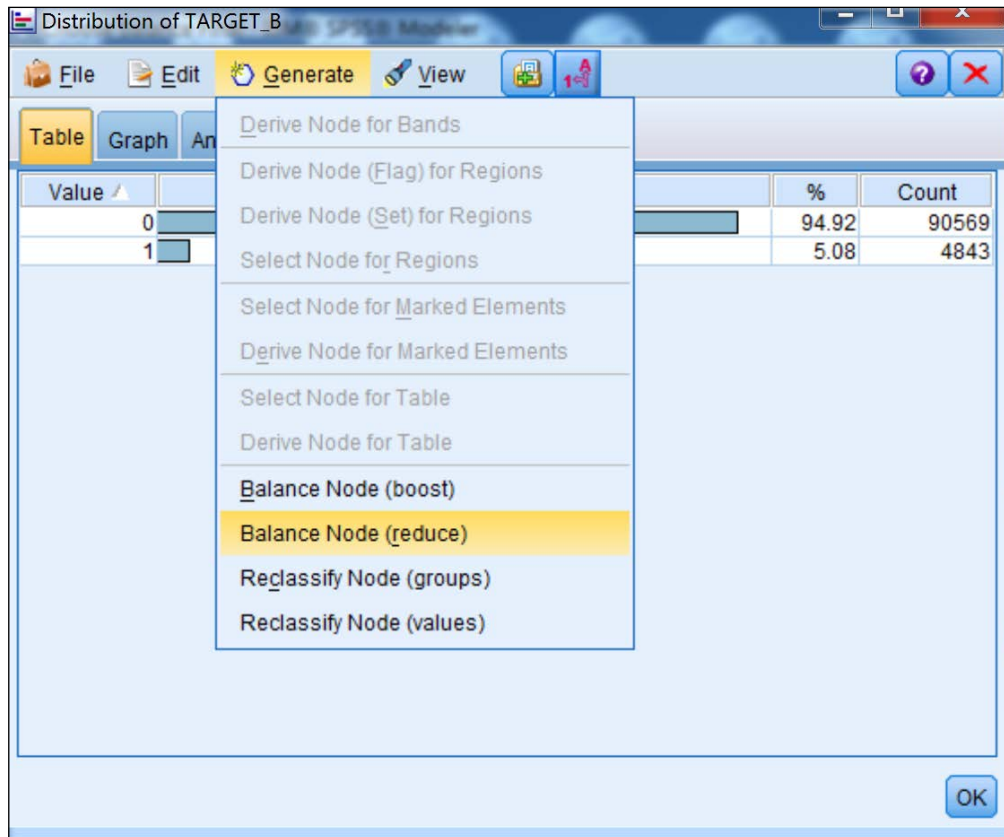 Distribution of TARGET_B
File Edit Generate View
Table Graph An
Derive Node for Bands
Derive Node (Flag) for Regions
Derive Node (Set) for Regions
Select Node for Regions
Select Node for Marked Elements
Derive Node for Marked Elements
Select Node for Table
Derive Node for Table
Balance Node (boost)
Balance Node (reduce)
Reclassify Node (groups)
Reclassify Node (values)
Value % Count
0 94.92 90569
1 5.08 4843
OK